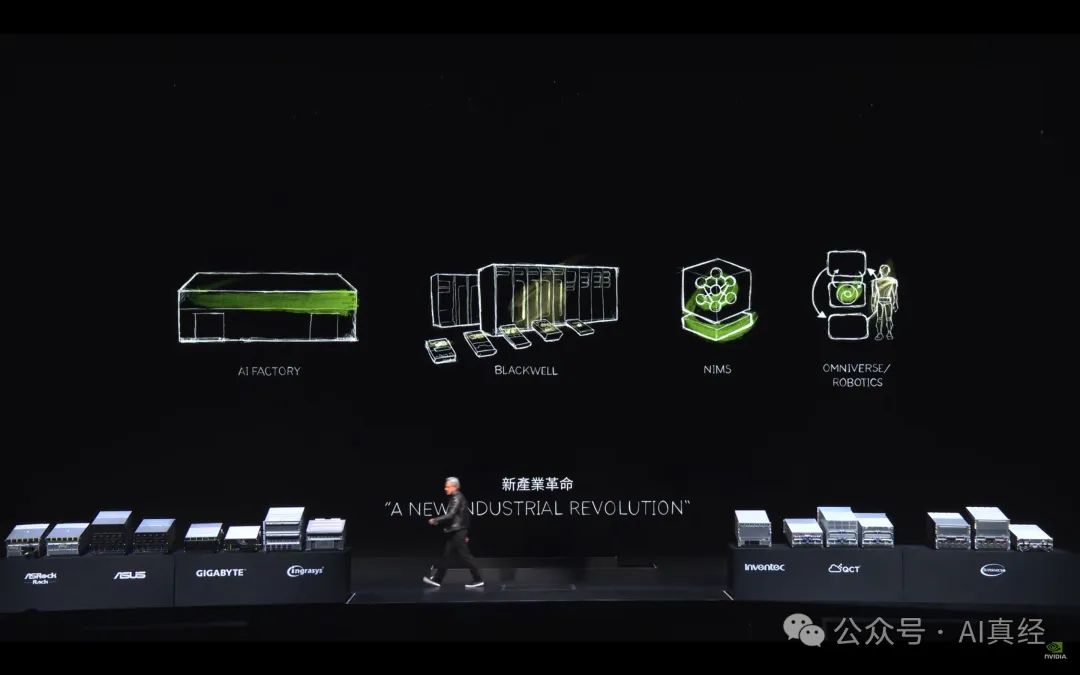 AI FACTORY
BLACKWELL
NIMS
OMNIVERSE/
ROBOTICS
新產業革命
“A NEW INDUSTRIAL REVOLUTION“
ASRock
Rack
ASUS
GIGABYTE
Ingrasys
Inventec
QCT
SUPERMICR
公众号 · AI真经
NVIDIA